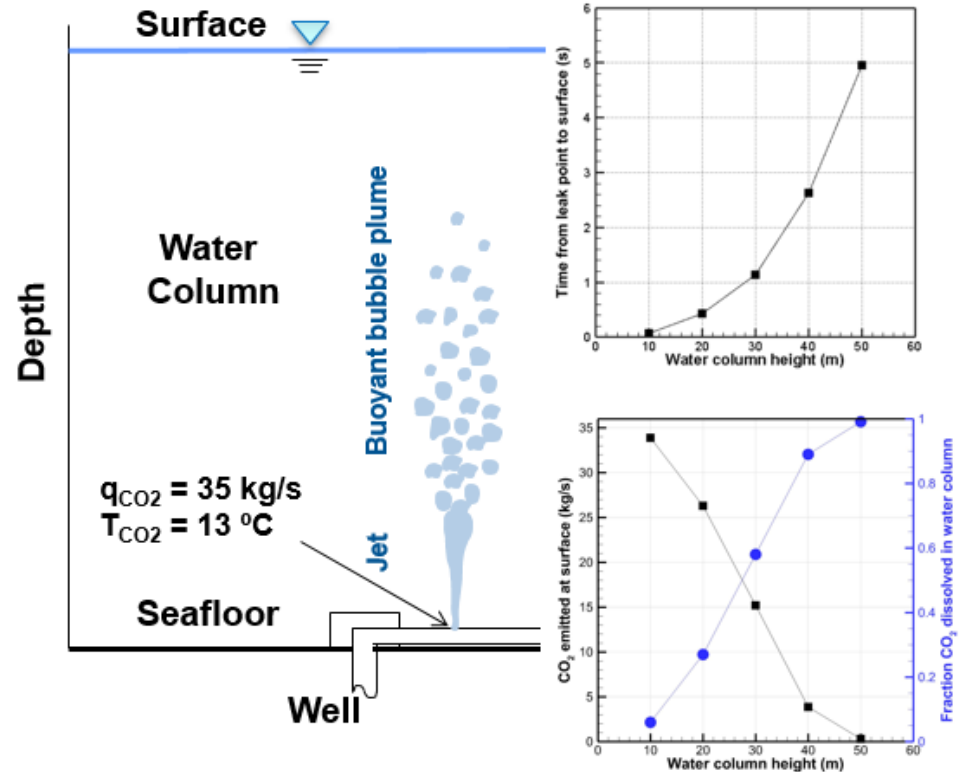 Surface
Water
Column
Depth
Buoyant bubble plume
Jet
qCO2 = 35 kg/s
TCO2 = 13 ºC
Seafloor
Well
Time from leak point to surface (s)
6
5
4
3
2
1
0
0 10 20 30 40 50 60
Water column height (m)
CO2 emitted at surface (kg/s)
35
30
25
20
15
10
5
0
0 10 20 30 40 50 60
Water column height (m)
1
0.8
0.6
0.4
0.2
0
Fraction CO2 dissolved in water column